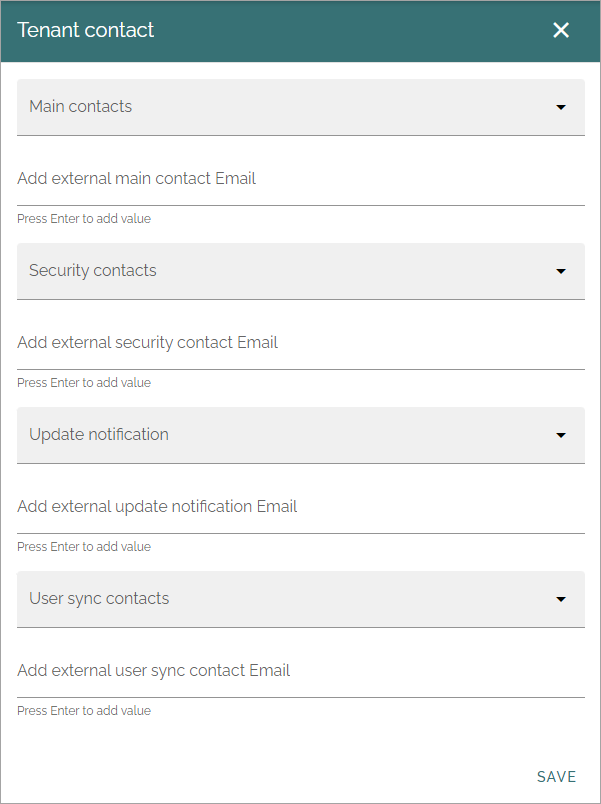 Tenant contact
Main contacts
Add external main contact Email
Press Enter to add value
Security contacts
Add external security contact Email
Press Enter to add value
Update notification
Add external update notification Email
Press Enter to add value
User sync contacts
Add external user sync contact Email
Press Enter to add value
SAVE